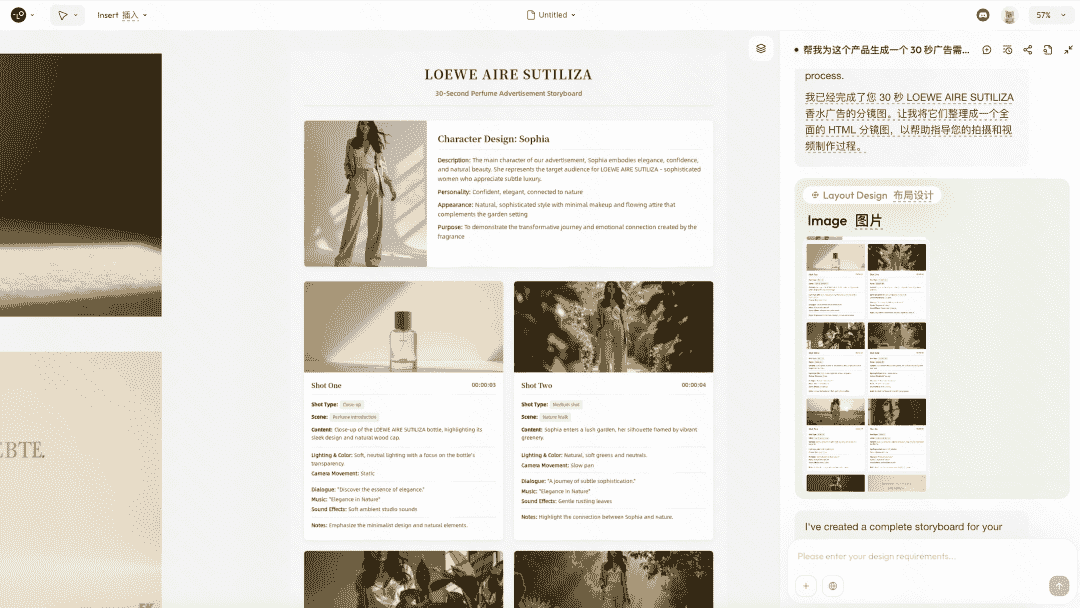 Insert 插入
Untitled
57%
LOEWE AIRE SUTILIZA
30-Second Perfume Advertisement Storyboard
Character Design: Sophia
Description: The main character of our advertisement, Sophia embodies elegance, confidence,
and natural beauty. She represents the target audience for LOEWE AIRE SUTILIZA - sophisticated
women who appreciate subtle luxury.
Personality: Confident, elegant, connected to nature
Appearance: Natural, sophisticated style with minimal makeup and flowing attire that
complements the garden setting
Purpose: To demonstrate the transformative journey and emotional connection created by the
fragrance
Shot One 00:00:03
Shot Type: Close-up
Scene: Perfume introduction
Content: Close-up of the LOEWE AIRE SUTILIZA bottle, highlighting its
sleek design and natural wood cap.
Lighting & Color: Soft, neutral lighting with a focus on the bottle's
transparency.
Camera Movement: Static
Dialogue: "Discover the essence of elegance."
Music: "Elegance in Nature"
Sound Effects: Soft ambient studio sounds
Notes: Emphasize the minimalist design and natural elements.
Shot Two 00:00:04
Shot Type: Medium shot
Scene: Nature Walk
Content: Sophia enters a lush garden, her silhouette framed by vibrant
greenery.
Lighting & Color: Natural, soft greens and neutrals.
Camera Movement: Slow pan
Dialogue: "A journey of subtle sophistication."
Music: "Elegance in Nature"
Sound Effects: Gentle rustling leaves
Notes: Highlight the connection between Sophia and nature.
EBTE.
帮我为这个产品生成一个 30 秒广告需...
process.
我已经完成了您 30 秒 LOEWE AIRE SUTILIZA
香水广告的分镜图。让我将它们整理成一个全
面的 HTML 分镜图，以帮助指导您的拍摄和视
频制作过程。
Layout Design 布局设计
Image 图片
I've created a complete storyboard for your
Please enter your design requirements...